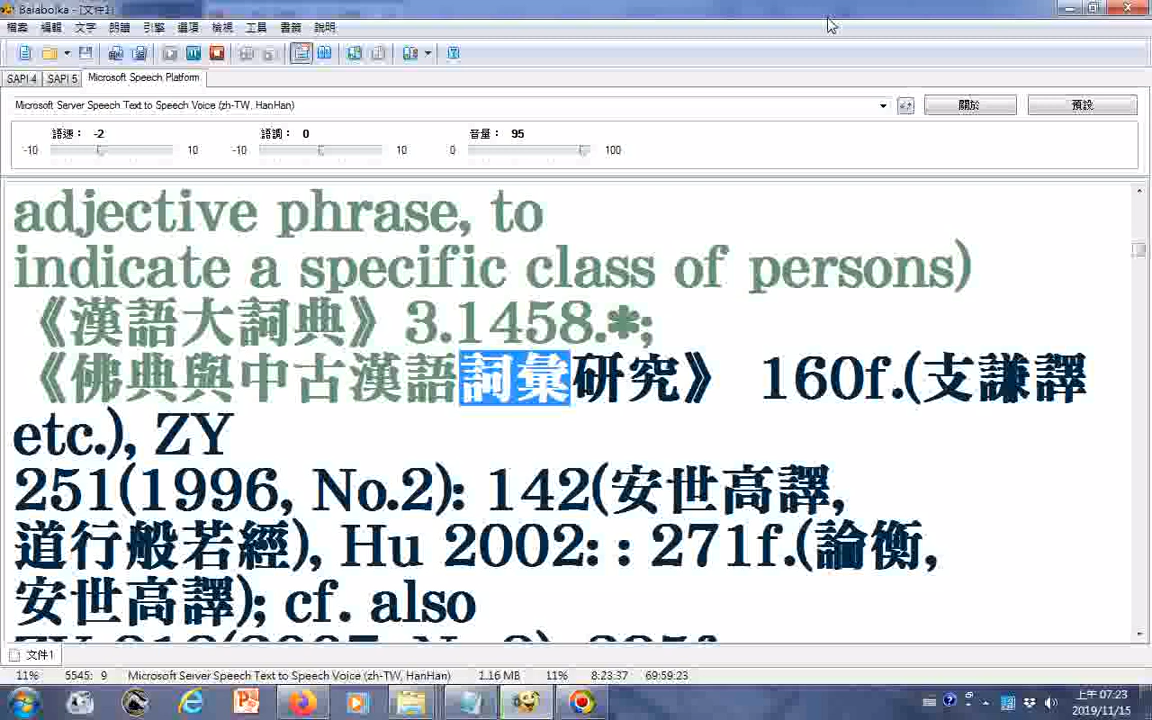 Balabolka - [文件1]
檔案 編輯 文字 朗讀 引擎 選項 檢視 工具 書籤 說明
SAPI 4 SAPI 5 Microsoft Speech Platform
Microsoft Server Speech Text to Speech Voice (zh-TW, HanHan) 關於 預設
語速： -2 語調： 0 音量： 95
-10 10 -10 10 0 100
adjective phrase, to
indicate a specific class of persons)
《漢語大詞典》 3.1458.*;
《佛典與中古漢語詞彙研究》 160f.(支謙譯
etc.), ZY
251(1996, No.2): 142(安世高譯,
道行般若經), Hu 2002: : 271f.(論衡,
安世高譯); cf. also
文件1
11% 5545: 9 Microsoft Server Speech Text to Speech Voice (zh-TW, HanHan) 1.16 MB 11% 8:23:37 69:59:23
上午 07:23
2019/11/15